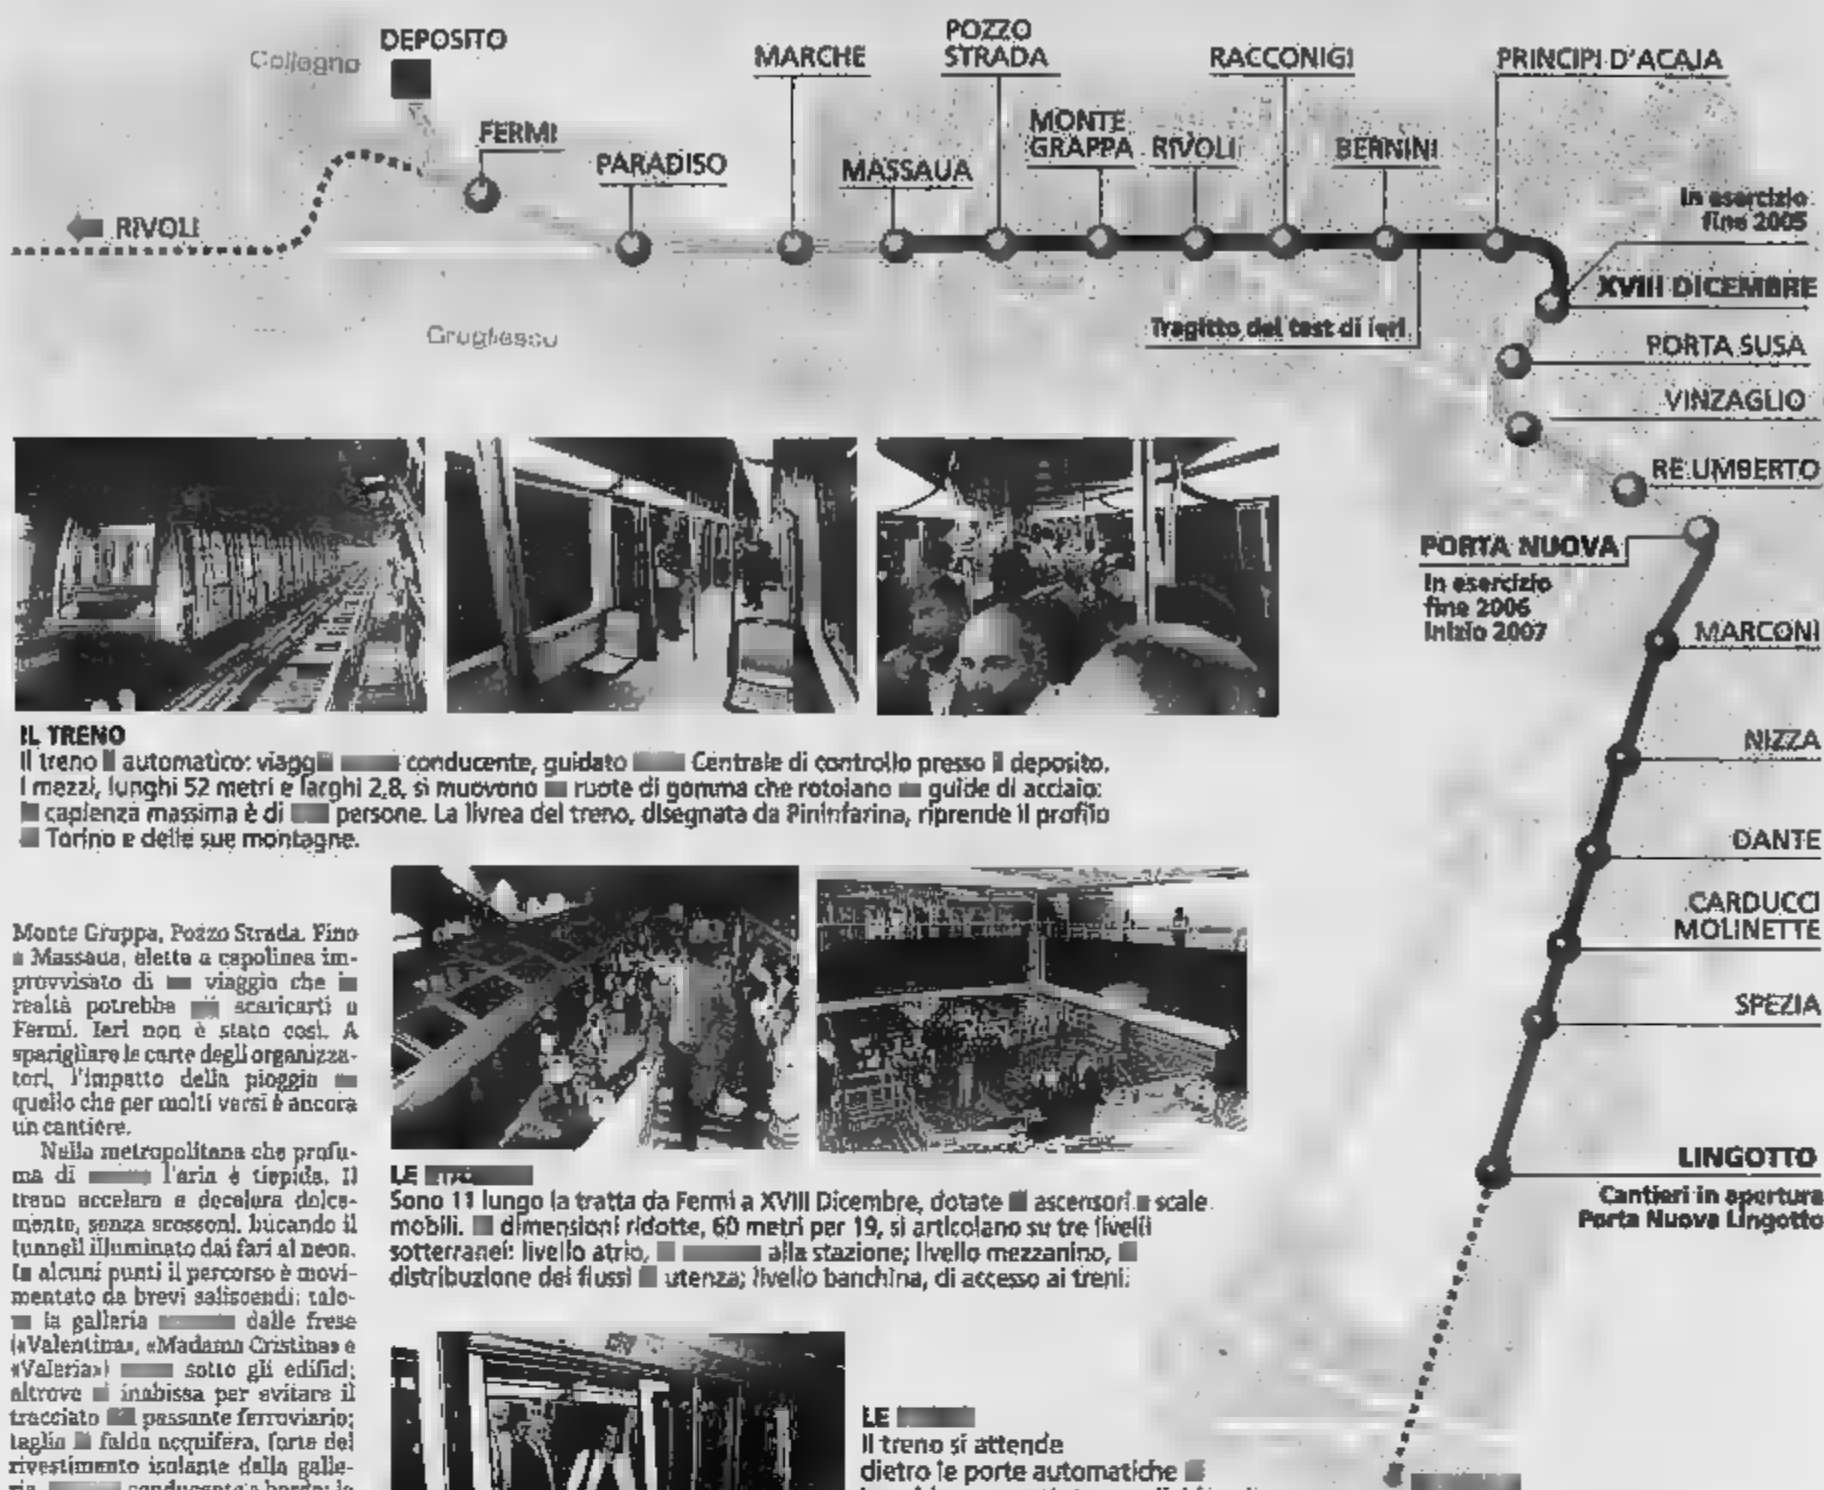 Collegno
DEPOSITO
FERMI
PARADISO
MARCHE
MASSAUA
POZZO
STRADA
MONTE
GRAPPA
RIVOLI
RACCONIGI
BERNINI
PRINCIPI D'ACAJA
RIVOLI
In esercizio
fine 2005
XVIII DICEMBRE
Tragitto del test di ieri
Grugliasco
PORTA SUSA
VINZAGLIO
RE UMBERTO
PORTA NUOVA
In esercizio
fine 2006
inizio 2007
MARCONI
NIZZA
DANTE
CARDUCCI
MOLINETTE
SPEZIA
LINGOTTO
Cantieri in apertura
Porta Nuova Lingotto
IL TRENO
Il treno automatico: conducente, guidato Centrale di controllo presso il deposito.
I mezzi, lunghi 52 metri e larghi 2,8, si muovono ruote di gomma che rotolano guide di acciaio:
capienza massima è di persone. La livrea del treno, disegnata da Pininfarina, riprende il profilo
Torino e delle sue montagne.
Monte Grappa, Pozzo Strada. Fino
a Massaua, eletta a capolinea im-
provvisato di viaggio che
realtà potrebbe scaricarti a
Fermi. Ieri non è stato così. A
sparigliare le carte degli organizza-
tori, l'impatto della pioggia
quello che per molti versi è ancora
un cantiere.
Nella metropolitana che profu-
ma di l'aria è tiepida. Il
treno accelera e decelera dolce-
mente, senza scossoni, bucando il
tunnell illuminato dai fari al neon.
In alcuni punti il percorso è movi-
mentato da brevi saliscendi: talo-
la galleria dalle frese
(«Valentina», «Madama Cristina» e
«Valeria») sotto gli edifici;
altrove inabissa per evitare il
tracciato passante ferroviario;
taglia falda acquifera, forte del
rivestimento isolante della galle-
conducente a bordo: le
LE
Sono 11 lungo la tratta da Fermi a XVIII Dicembre, dotate ascensori scale
mobili. dimensioni ridotte, 60 metri per 19, si articolano su tre livelli
sotterranei: livello atrio, alla stazione; livello mezzanino,
distribuzione dei flussi utenza; livello banchina, di accesso ai treni.
LE
Il treno si attende
dietro le porte automatiche